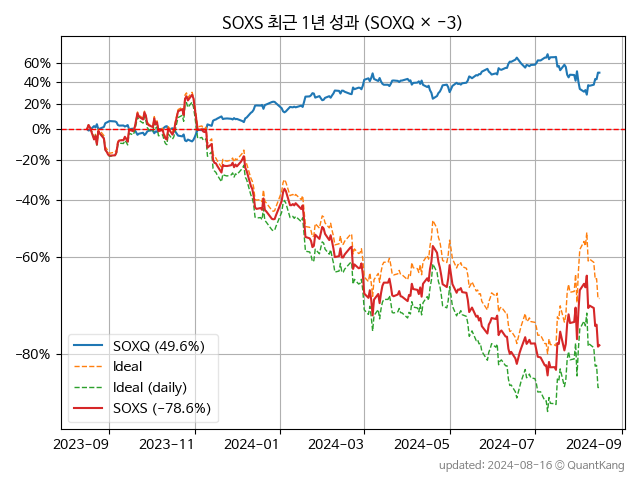 SOXS 최근 1년 성과 (SOXQ × −3)
60%
40%
20%
0%
−20%
−40%
−60%
−80%
SOXQ (49.6%)
Ideal
Ideal (daily)
SOXS (−78.6%)
2023−09
2023−11
2024−01
2024−03
2024−05
2024−07
2024−09
updated: 2024−08−16 © QuantKang